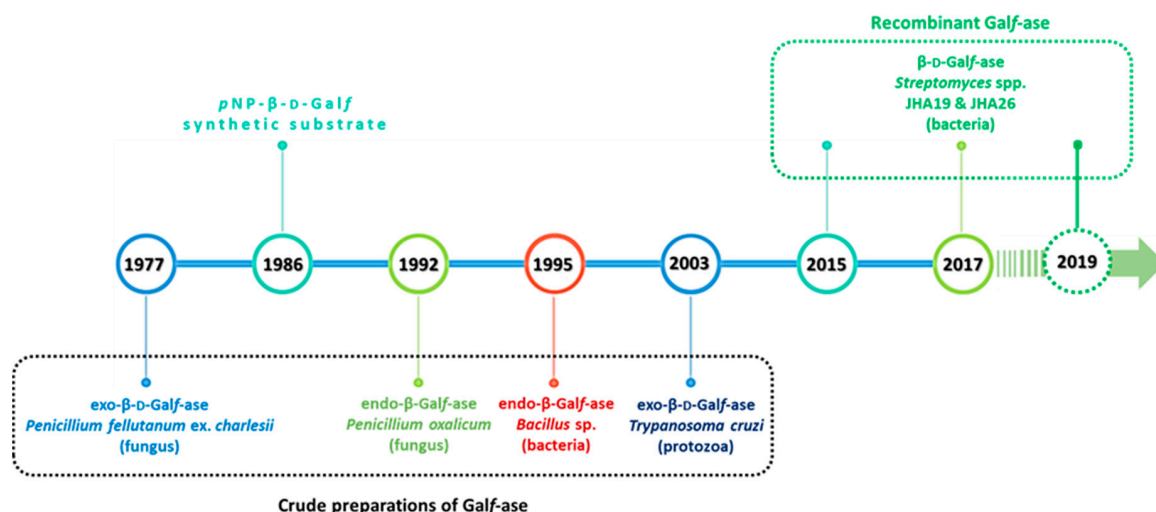 Recombinant Galf-ase
β-D-Galf-ase
Streptomyces spp.
JHA19 & JHA26
(bacteria)
pNP-β-D-Galf
synthetic substrate
1977
1986
1992
1995
2003
2015
2017
2019
exo-β-D-Galf-ase
Penicillium fellutanum ex. charlesii
(fungus)
endo-β-Galf-ase
Penicillium oxalicum
(fungus)
endo-β-Galf-ase
Bacillus sp.
(bacteria)
exo-β-D-Galf-ase
Trypanosoma cruzi
(protozoa)
Crude preparations of Galf-ase